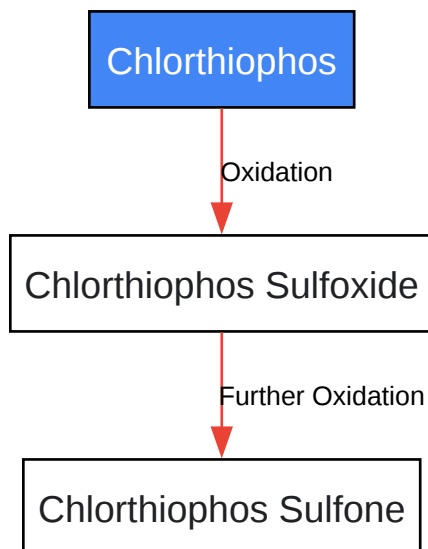 Chlorthiophos
Oxidation
Chlorthiophos Sulfoxide
Further Oxidation
Chlorthiophos Sulfone